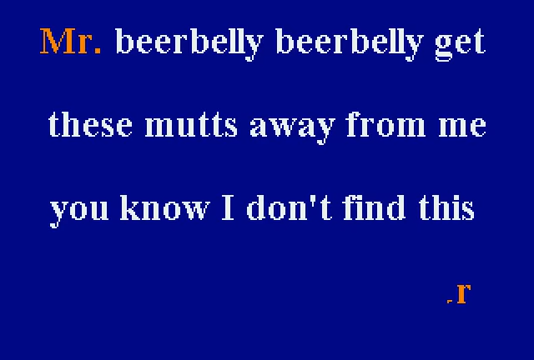 Mr. beerbelly beerbelly get
these mutts away from me
you know I don't find this
r